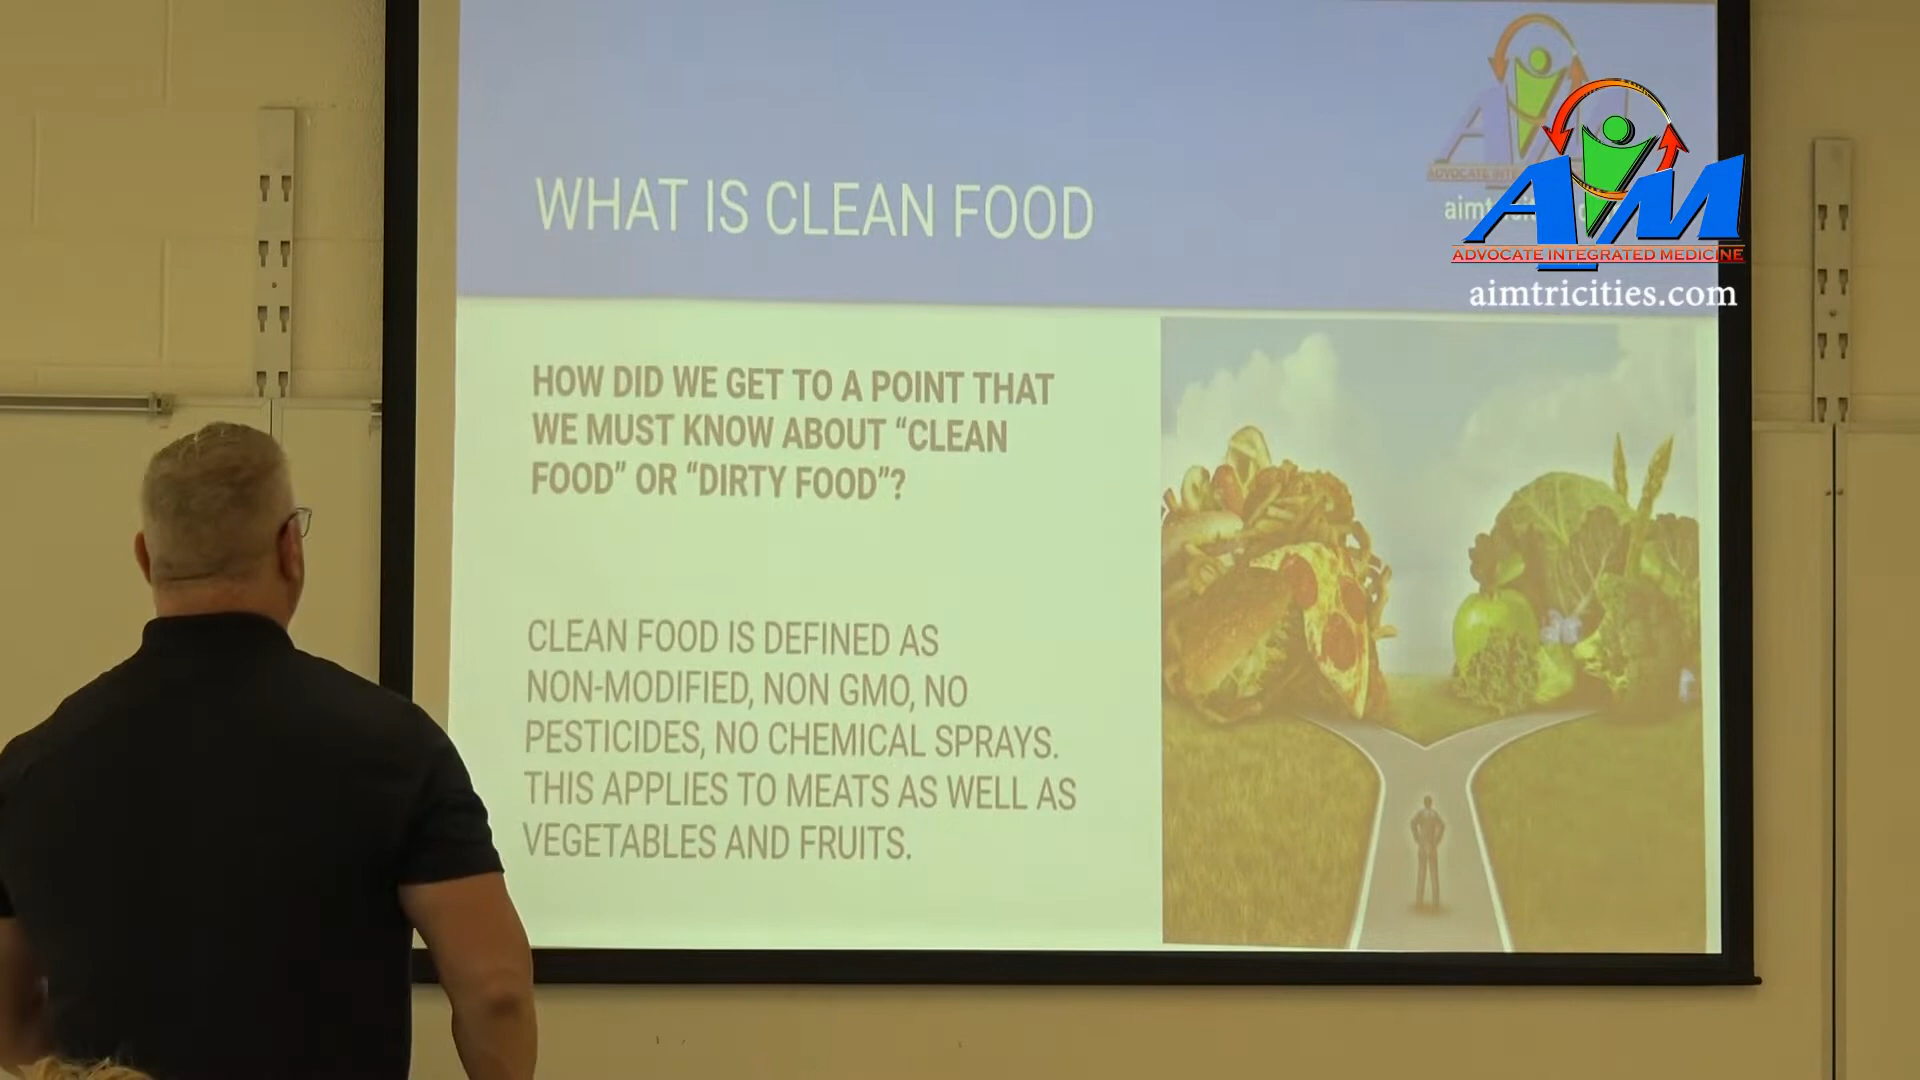 WHAT IS CLEAN FOOD
AIM
ADVOCATE INTEGRATED MEDICINE
aimtricities.com
HOW DID WE GET TO A POINT THAT
WE MUST KNOW ABOUT “CLEAN
FOOD” OR “DIRTY FOOD”?
CLEAN FOOD IS DEFINED AS
NON-MODIFIED, NON GMO, NO
PESTICIDES, NO CHEMICAL SPRAYS.
THIS APPLIES TO MEATS AS WELL AS
VEGETABLES AND FRUITS.